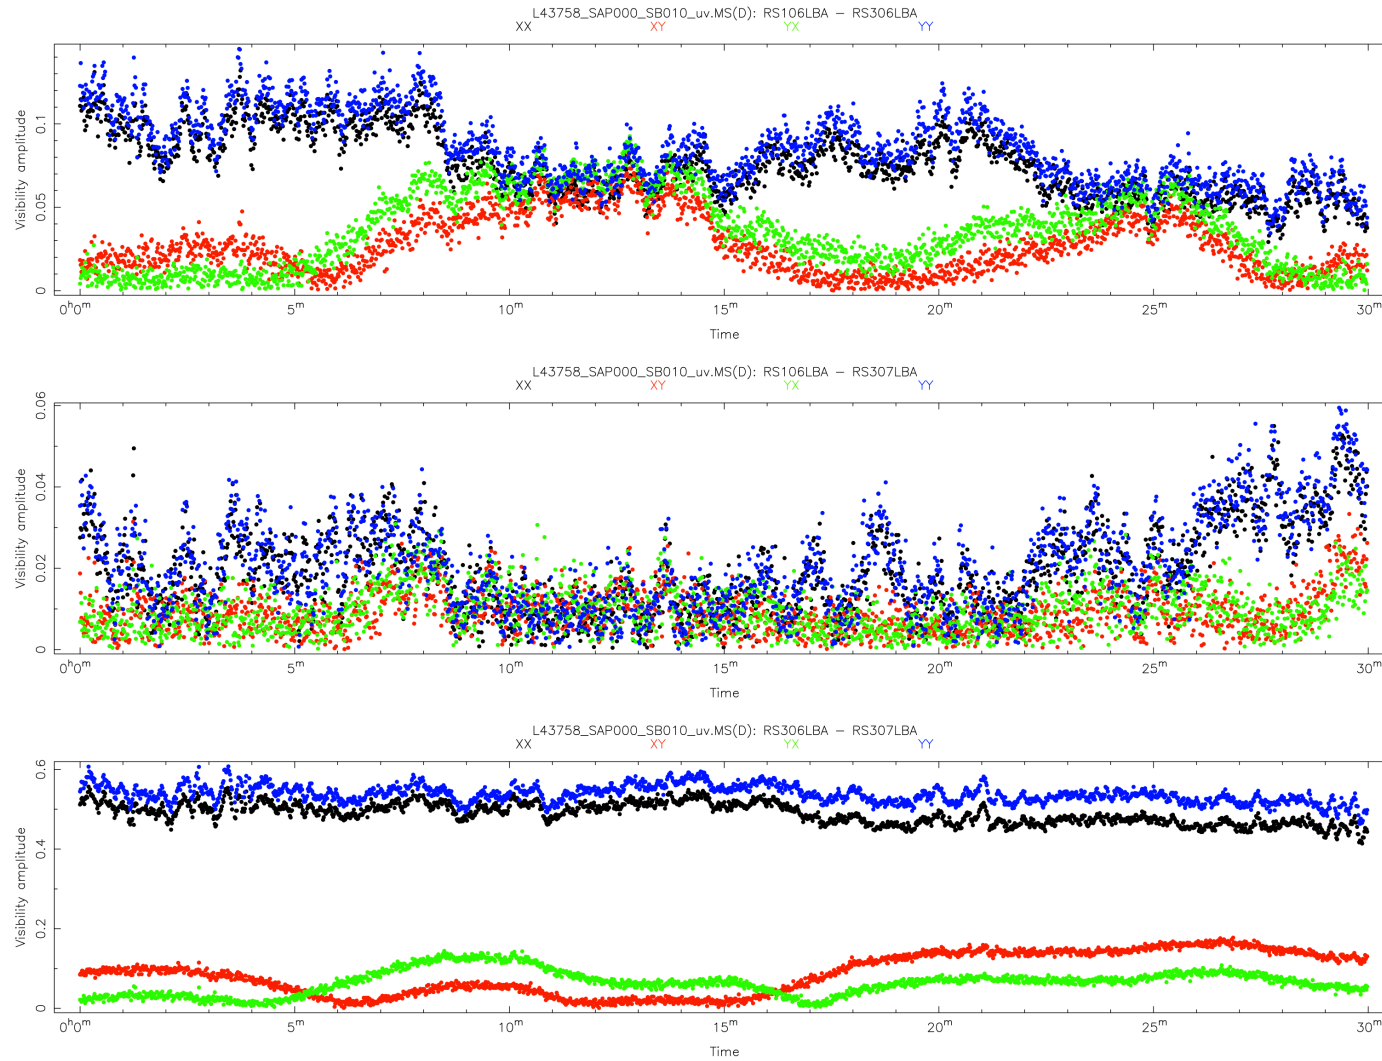 L43758_SAP000_SB010_uv.MS(D): RS106LBA – RS306LBA
XX XY YX YY
Visibility amplitude
0.1
0.05
0
0ʰ0ᵐ 5ᵐ 10ᵐ 15ᵐ 20ᵐ 25ᵐ 30ᵐ
Time
L43758_SAP000_SB010_uv.MS(D): RS106LBA – RS307LBA
XX XY YX YY
Visibility amplitude
0.06
0.04
0.02
0
0ʰ0ᵐ 5ᵐ 10ᵐ 15ᵐ 20ᵐ 25ᵐ 30ᵐ
Time
L43758_SAP000_SB010_uv.MS(D): RS306LBA – RS307LBA
XX XY YX YY
Visibility amplitude
0.6
0.4
0.2
0
0ʰ0ᵐ 5ᵐ 10ᵐ 15ᵐ 20ᵐ 25ᵐ 30ᵐ
Time